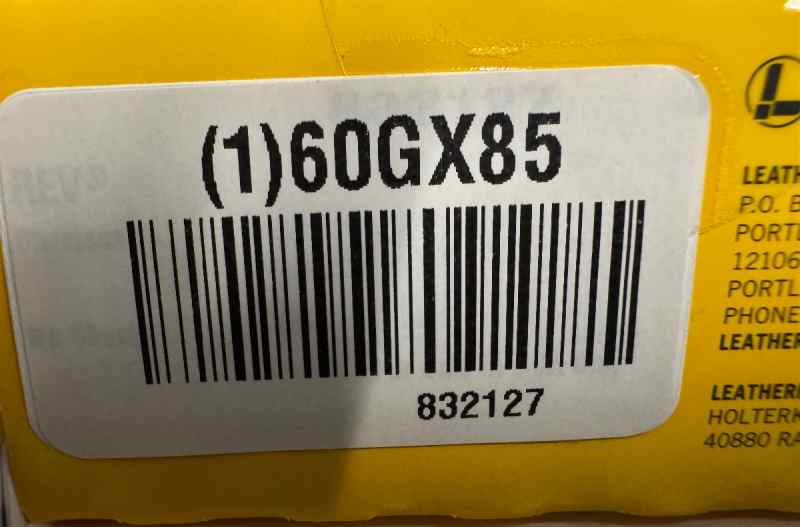 (1)60GX85
832127
LEATH
P.O. B
PORTL
12106
PORTL
PHONE
LEATHER
LEATHER
HOLTERK
40880 RA